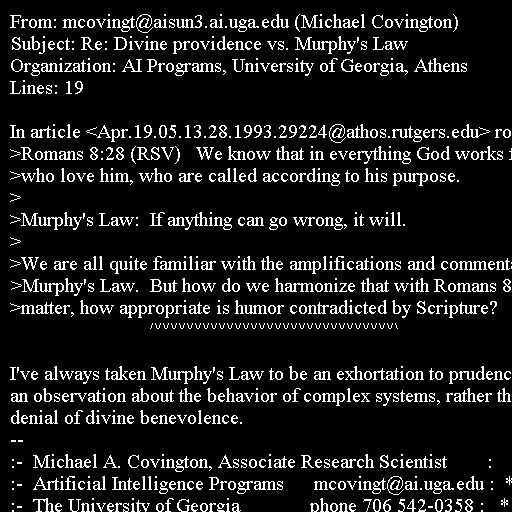 From: mcovingt@aisun3.ai.uga.edu (Michael Covington)
Subject: Re: Divine providence vs. Murphy's Law
Organization: AI Programs, University of Georgia, Athens
Lines: 19

In article <Apr.19.05.13.28.1993.29224@athos.rutgers.edu> ro
>Romans 8:28 (RSV)   We know that in everything God works f
>who love him, who are called according to his purpose.
>
>Murphy's Law:  If anything can go wrong, it will.
>
>We are all quite familiar with the amplifications and comment
>Murphy's Law.  But how do we harmonize that with Romans 8
>matter, how appropriate is humor contradicted by Scripture?
^^^^^^^^^^^^^^^^^^^^^^^^^^^^^^^

I've always taken Murphy's Law to be an exhortation to prudenc
an observation about the behavior of complex systems, rather th
denial of divine benevolence.
--
:-  Michael A. Covington, Associate Research Scientist        :
:-  Artificial Intelligence Programs      mcovingt@ai.uga.edu :  *
:-  The University of Georgia              phone 706 542-0358 :   *